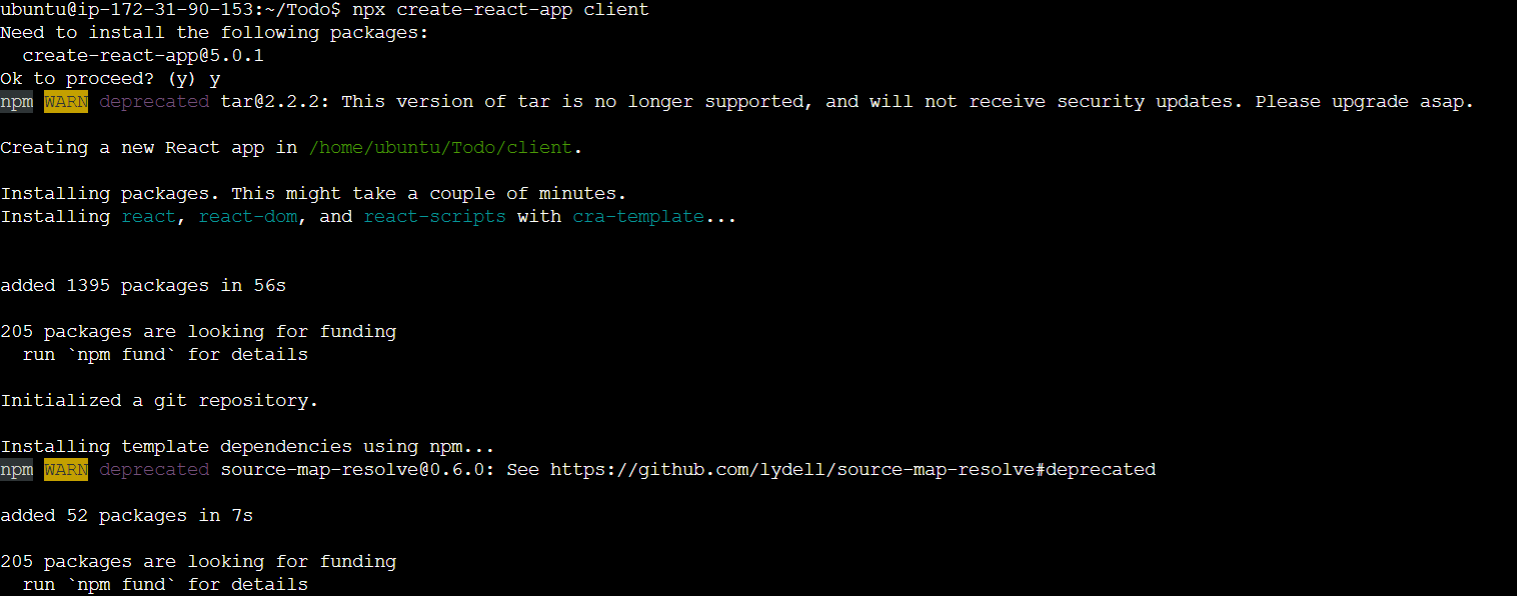 ubuntu@ip-172-31-90-153:~/Todo$ npx create-react-app client
Need to install the following packages:
  create-react-app@5.0.1
Ok to proceed? (y) y
npm WARN deprecated tar@2.2.2: This version of tar is no longer supported, and will not receive security updates. Please upgrade asap.
Creating a new React app in /home/ubuntu/Todo/client.
Installing packages. This might take a couple of minutes.
Installing react, react-dom, and react-scripts with cra-template...
added 1395 packages in 56s
205 packages are looking for funding
  run `npm fund` for details
Initialized a git repository.
Installing template dependencies using npm...
npm WARN deprecated source-map-resolve@0.6.0: See https://github.com/lydell/source-map-resolve#deprecated
added 52 packages in 7s
205 packages are looking for funding
  run `npm fund` for details